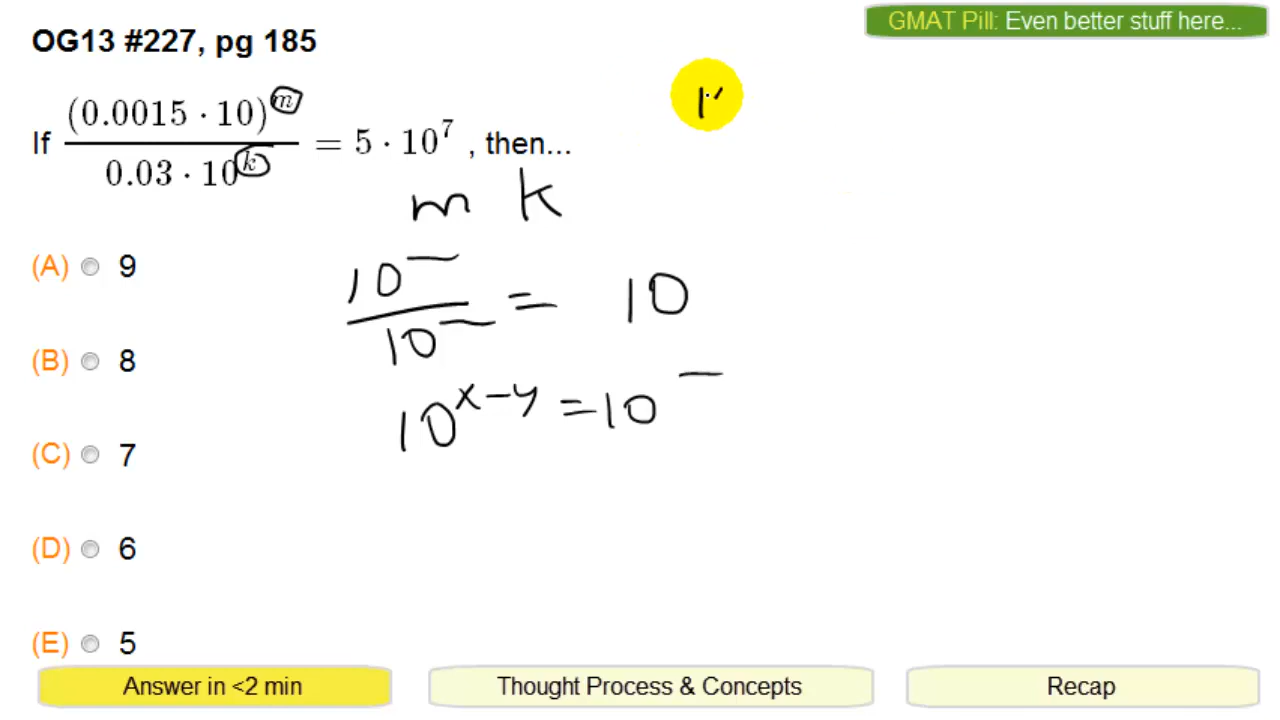 GMAT Pill: Even better stuff here...
OG13 #227, pg 185
If (0.0015 · 10)^m / 0.03 · 10^k = 5 · 10^7 , then...
m k
(A) 9
10^— / 10^— = 10
(B) 8
10^x-y = 10^—
(C) 7
(D) 6
(E) 5
Answer in <2 min
Thought Process & Concepts
Recap